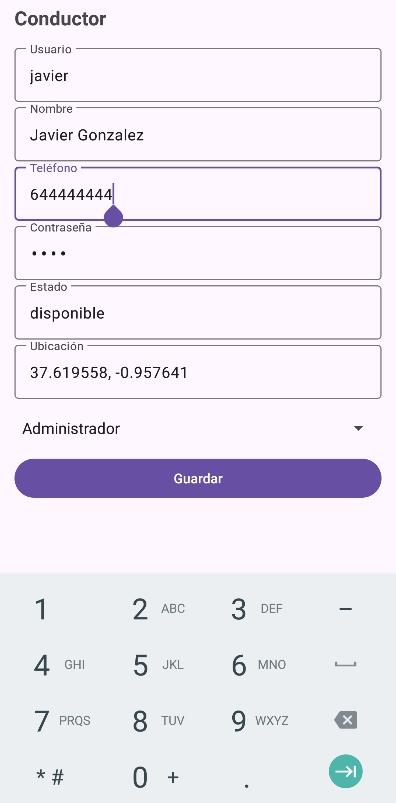 Conductor
Usuario
javier
Nombre
Javier Gonzalez
Teléfono
644444444
Contraseña
••••
Estado
disponible
Ubicación
37.619558, -0.957641
Administrador
Guardar
1 2 ABC 3 DEF –
4 GHI 5 JKL 6 MNO
7 PRQS 8 TUV 9 WXYZ
* # 0 + .